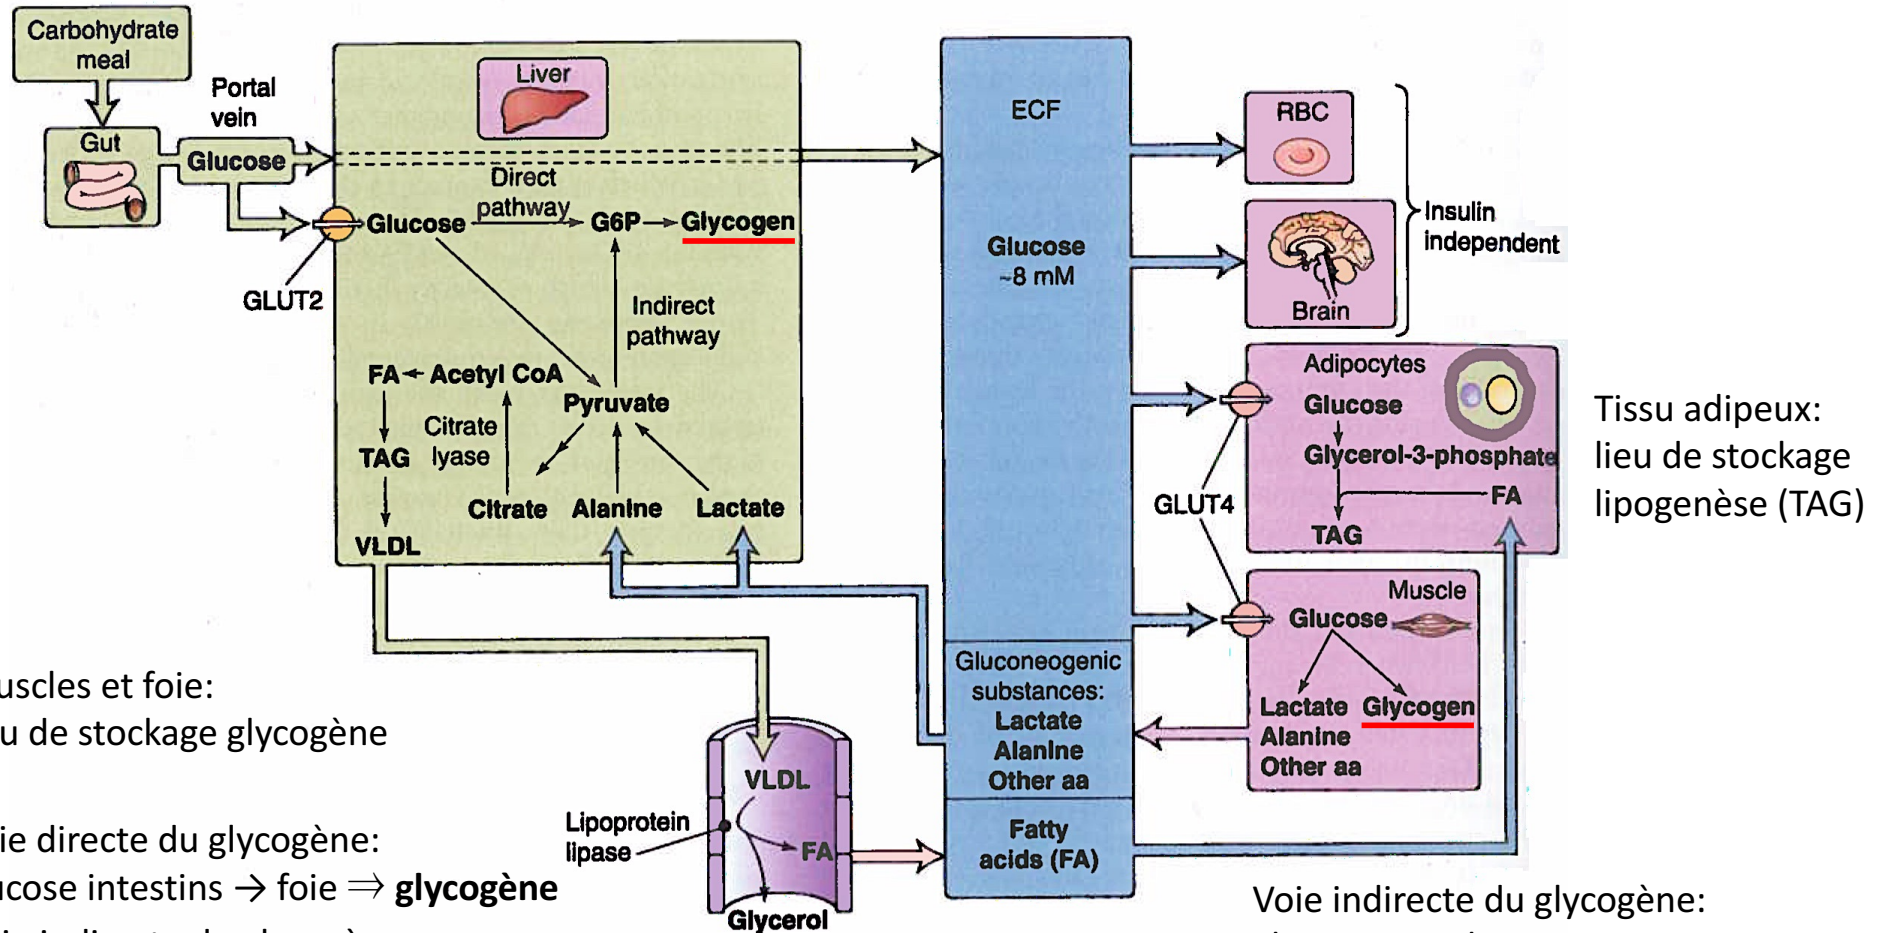 Carbohydrate
meal
Portal
vein
Gut
Glucose
Liver
Direct
pathway
Glucose
G6P
Glycogen
GLUT2
Indirect
pathway
FA
Acetyl CoA
Pyruvate
Citrate
lyase
TAG
Citrate
Alanine
Lactate
VLDL
ECF
Glucose
~8 mM
Gluconeogenic
substances:
Lactate
Alanine
Other aa
Fatty
acids (FA)
RBC
Brain
Insulin
independent
Adipocytes
Glucose
Glycerol-3-phosphate
FA
TAG
GLUT4
Muscle
Glucose
Lactate
Glycogen
Alanine
Other aa
Tissu adipeux:
lieu de stockage
lipogenèse (TAG)
uscles et foie:
u de stockage glycogène
ie directe du glycogène:
ucose intestins → foie ⇒ glycogène
VLDL
Lipoprotein
lipase
FA
Glycerol
Voie indirecte du glycogène: